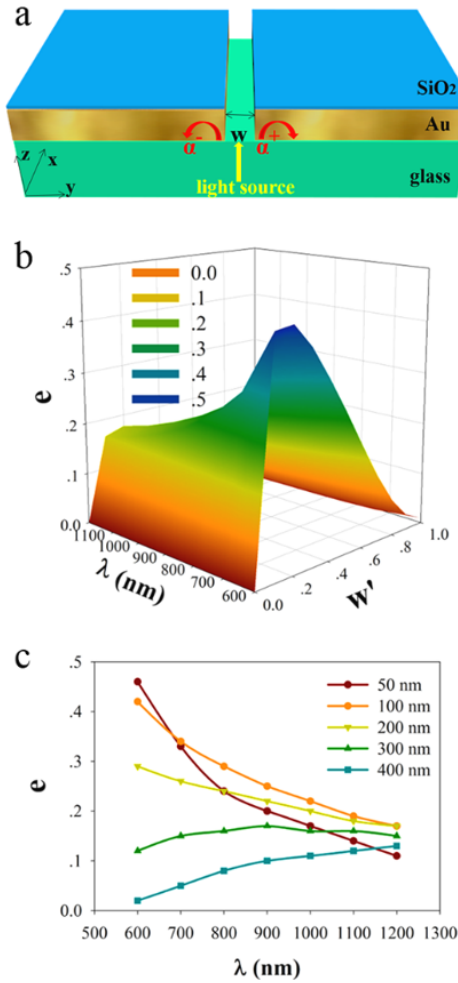 a
SiO₂
Au
α⁻ w α⁺
z
x
y
light source
glass
b
.5
.4
.3
.2
.1
0.0
e
0.0
.1
.2
.3
.4
.5
1100
1000
900
800
700
600
λ (nm)
0.0
.2
.4
.6
.8
1.0
W'
c
.5
.4
.3
.2
.1
0.0
e
50 nm
100 nm
200 nm
300 nm
400 nm
500 600 700 800 900 1000 1100 1200 1300
λ (nm)